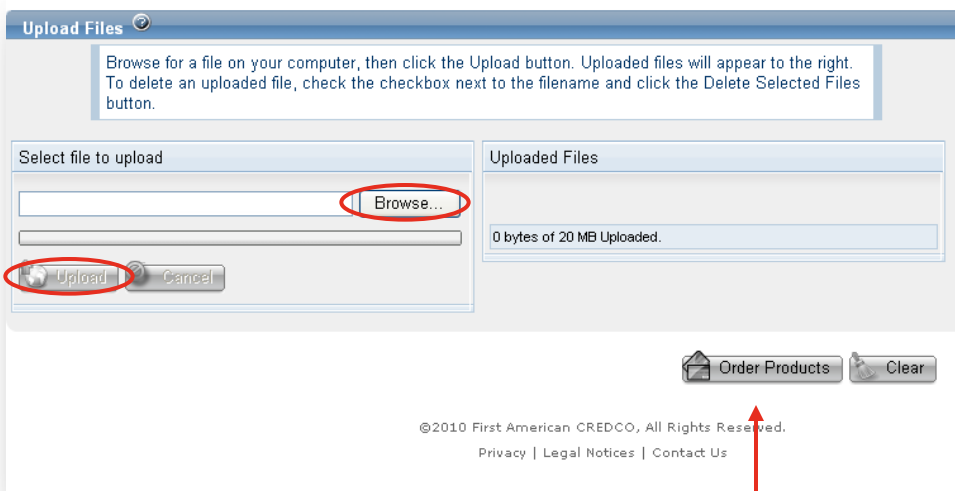 Upload Files ?
Browse for a file on your computer, then click the Upload button. Uploaded files will appear to the right.
To delete an uploaded file, check the checkbox next to the filename and click the Delete Selected Files
button.
Select file to upload
Browse...
Upload
Cancel
Uploaded Files
0 bytes of 20 MB Uploaded.
Order Products
Clear
©2010 First American CREDCO, All Rights Reserved.
Privacy | Legal Notices | Contact Us